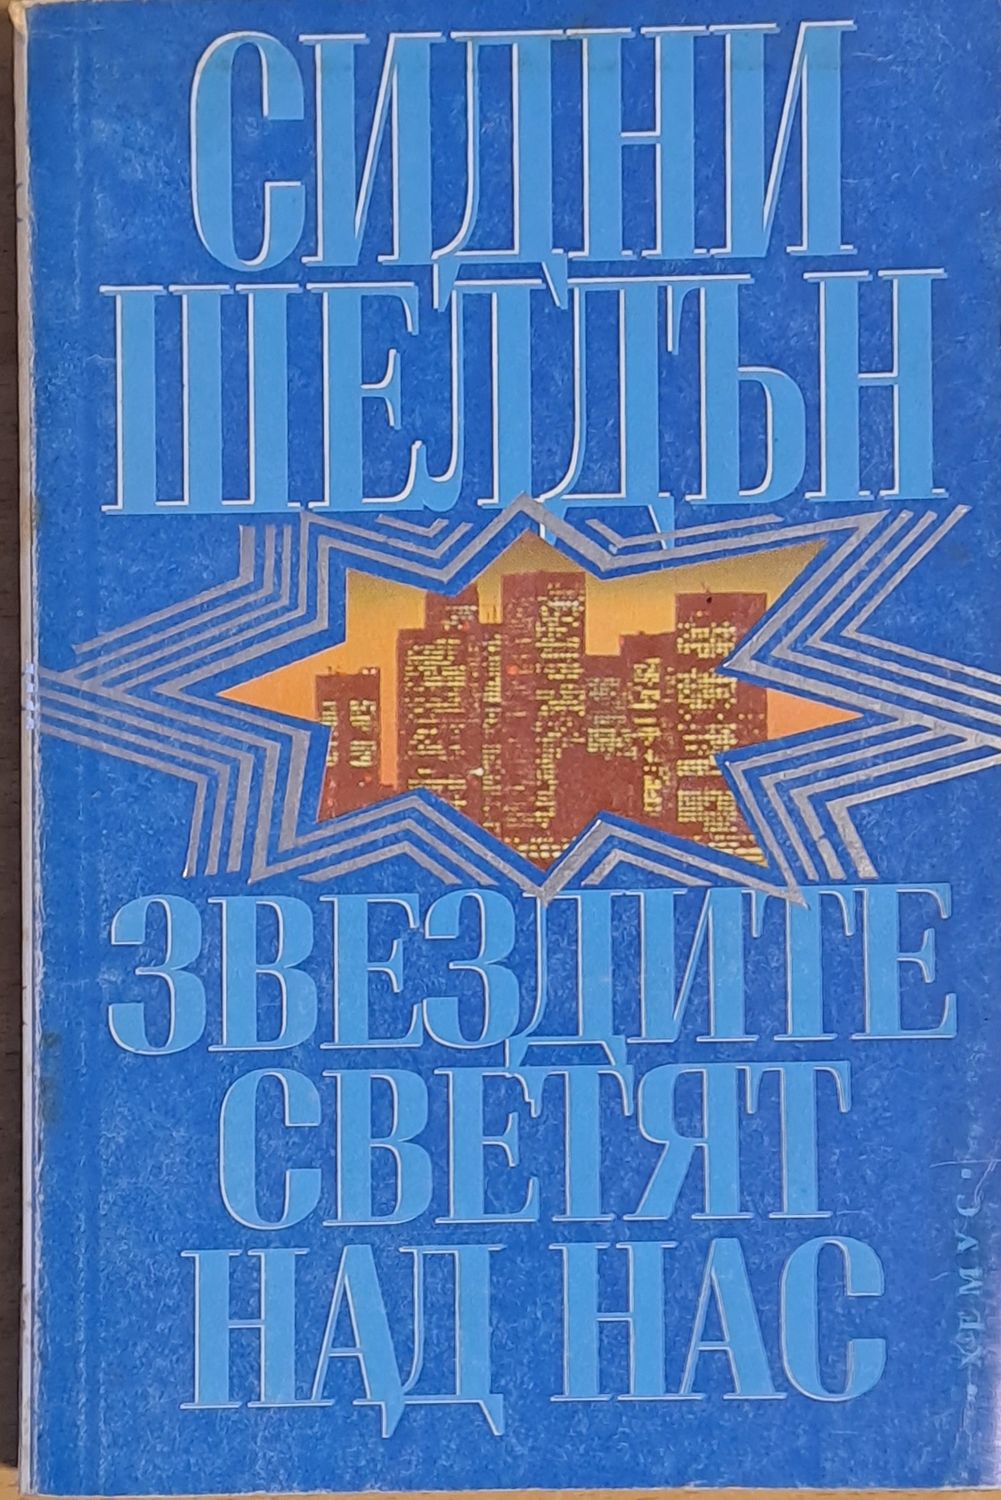 СИДНИ
ШЕЛДЪН
ЗВЕЗДИТЕ
СВЕТЯТ
НАД НАС
ХЕМУС